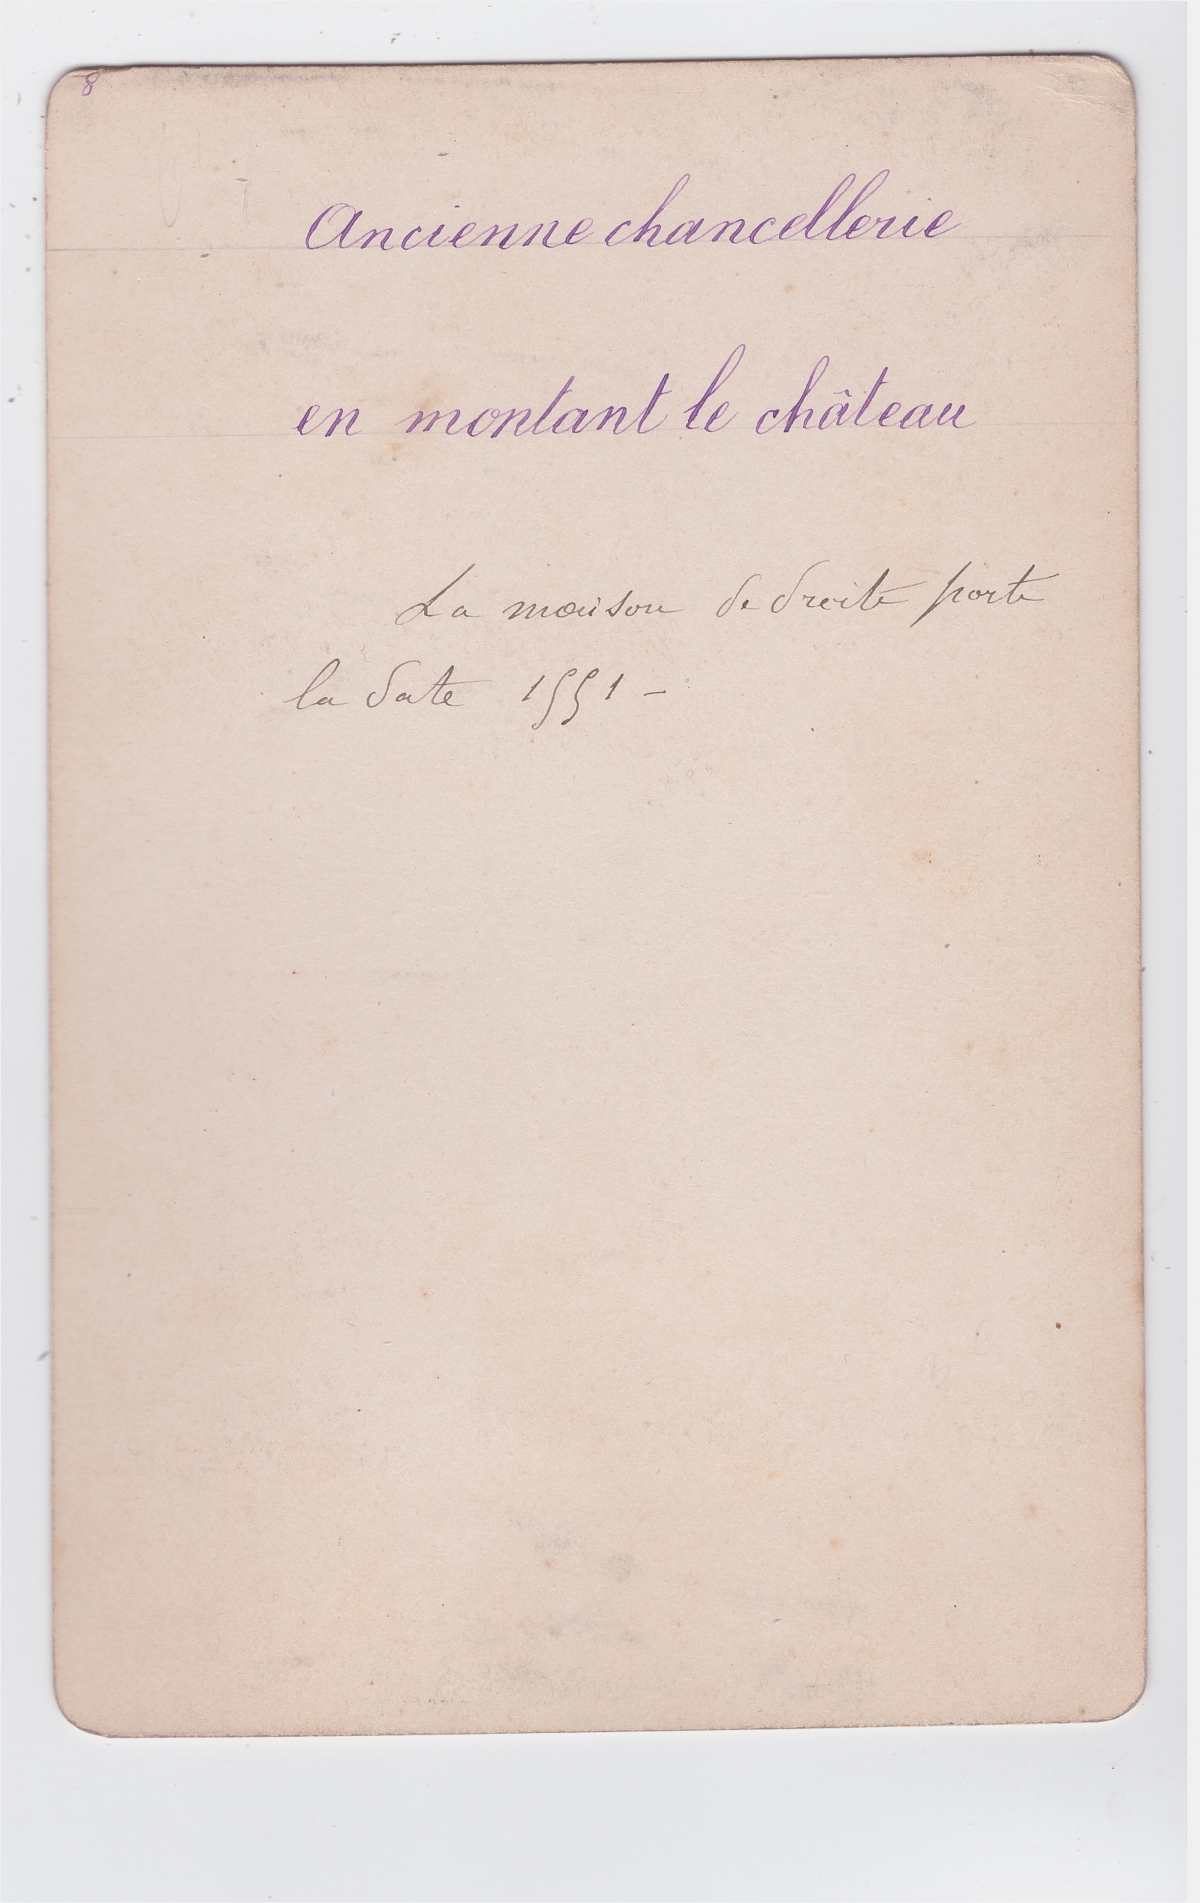 8
Ancienne chancellerie
en montant le château
La maison de droite porte
la date 1551 –